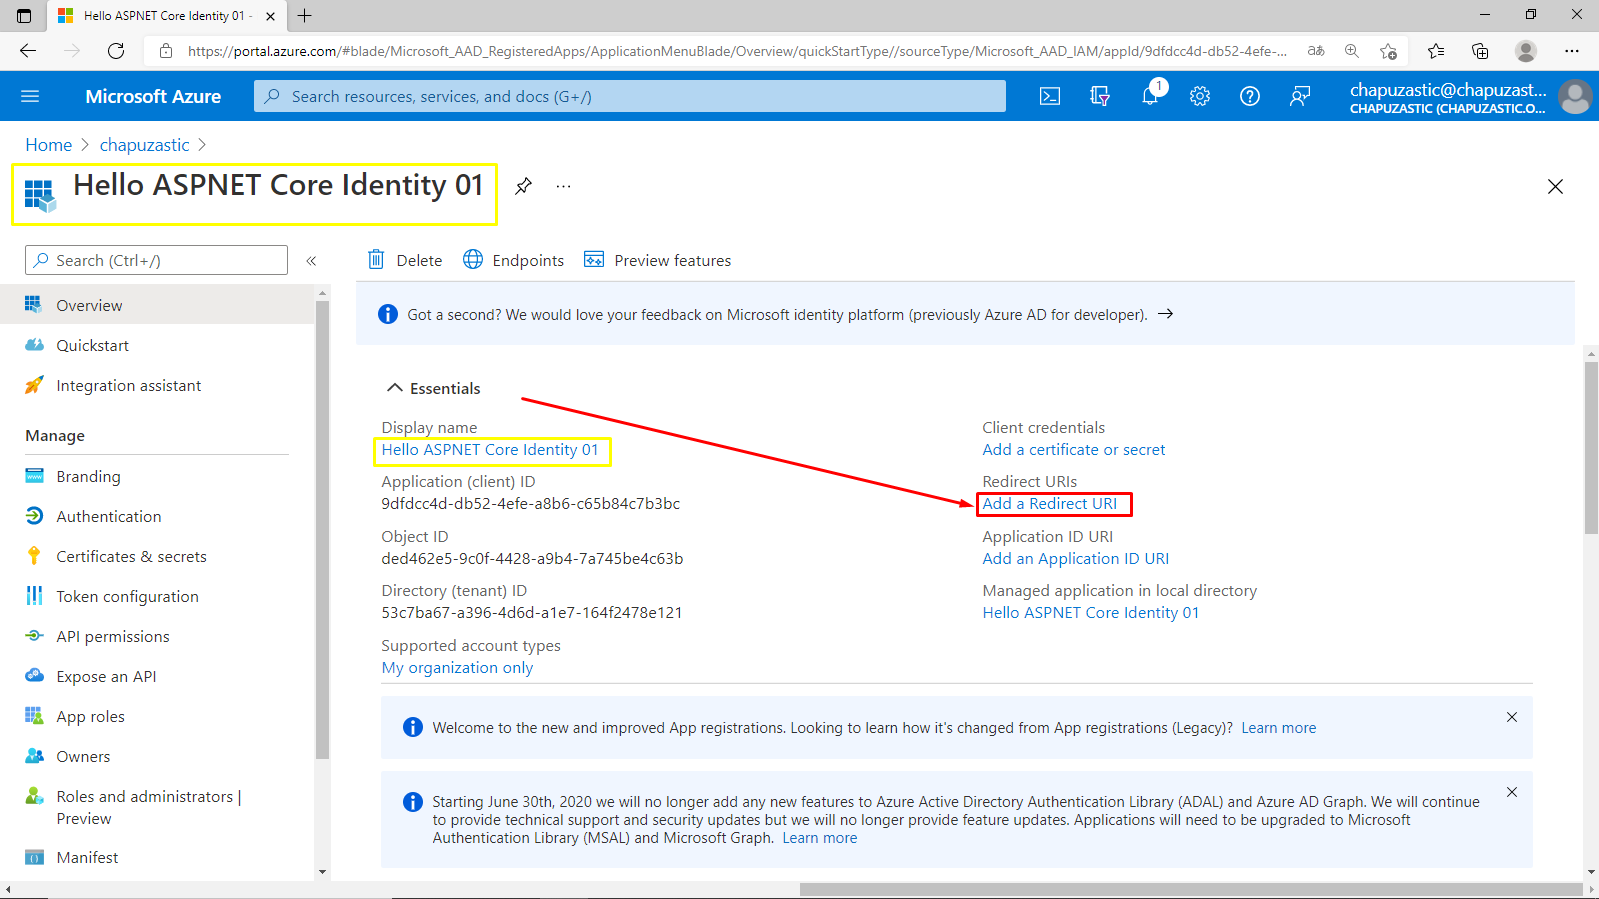 Hello ASPNET Core Identity 01 -
https://portal.azure.com/#blade/Microsoft_AAD_RegisteredApps/ApplicationMenuBlade/Overview/quickStartType//sourceType/Microsoft_AAD_IAM/appId/9dfdcc4d-db52-4efe-...
aあ
Microsoft Azure
Search resources, services, and docs (G+/)
1
chapuzastic@chapuzast...
CHAPUZASTIC (CHAPUZASTIC.O...
Home
chapuzastic
Hello ASPNET Core Identity 01
Search (Ctrl+/)
Delete
Endpoints
Preview features
Overview
Quickstart
Integration assistant
Manage
Branding
Authentication
Certificates & secrets
Token configuration
API permissions
Expose an API
App roles
Owners
Roles and administrators |
Preview
Manifest
Got a second? We would love your feedback on Microsoft identity platform (previously Azure AD for developer).
Essentials
Display name
Hello ASPNET Core Identity 01
Application (client) ID
9dfdcc4d-db52-4efe-a8b6-c65b84c7b3bc
Object ID
ded462e5-9c0f-4428-a9b4-7a745be4c63b
Directory (tenant) ID
53c7ba67-a396-4d6d-a1e7-164f2478e121
Supported account types
My organization only
Client credentials
Add a certificate or secret
Redirect URIs
Add a Redirect URI
Application ID URI
Add an Application ID URI
Managed application in local directory
Hello ASPNET Core Identity 01
Welcome to the new and improved App registrations. Looking to learn how it's changed from App registrations (Legacy)? Learn more
Starting June 30th, 2020 we will no longer add any new features to Azure Active Directory Authentication Library (ADAL) and Azure AD Graph. We will continue
to provide technical support and security updates but we will no longer provide feature updates. Applications will need to be upgraded to Microsoft
Authentication Library (MSAL) and Microsoft Graph. Learn more